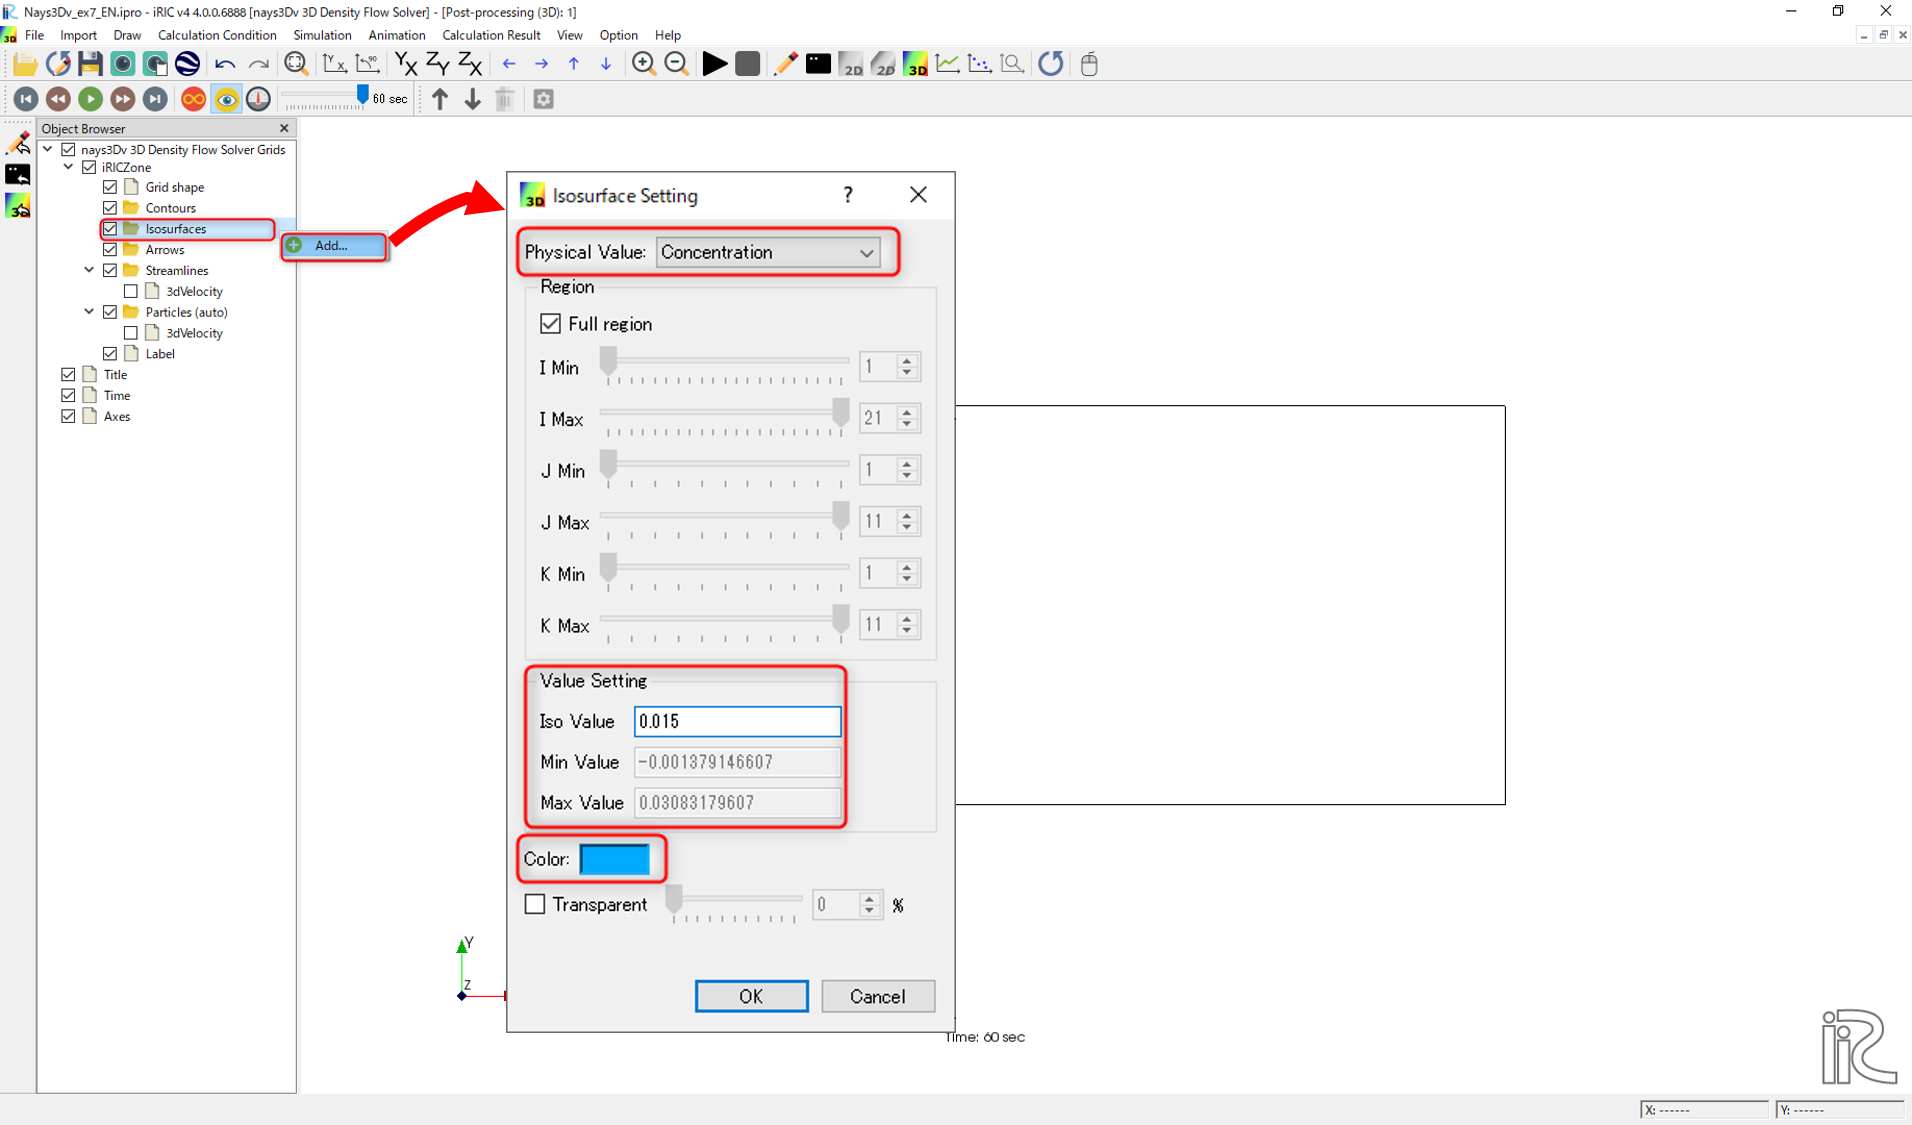 Nays3Dv_ex7_EN.ipro - iRIC v4 4.0.0.6888 [nays3Dv 3D Density Flow Solver] - [Post-processing (3D): 1]
File Import Draw Calculation Condition Simulation Animation Calculation Result View Option Help
60 sec
Object Browser
nays3Dv 3D Density Flow Solver Grids
iRICZone
Grid shape
Contours
Isosurfaces
Add...
Arrows
Streamlines
3dVelocity
Particles (auto)
3dVelocity
Label
Title
Time
Axes
Isosurface Setting
Physical Value: Concentration
Region
Full region
I Min 1
I Max 21
J Min 1
J Max 11
K Min 1
K Max 11
Value Setting
Iso Value 0.015
Min Value -0.001379146607
Max Value 0.03083179607
Color:
Transparent 0 %
OK Cancel
Y
Z
Time: 60 sec
iRIC
X: ------ Y: ------